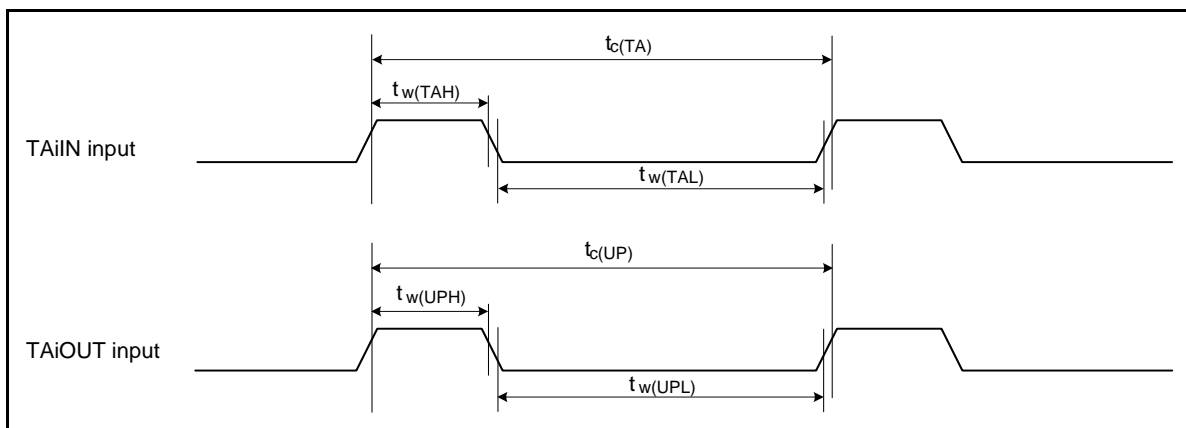 tc(TA)
tw(TAH)
TAiIN input
tw(TAL)
tc(UP)
tw(UPH)
TAiOUT input
tw(UPL)